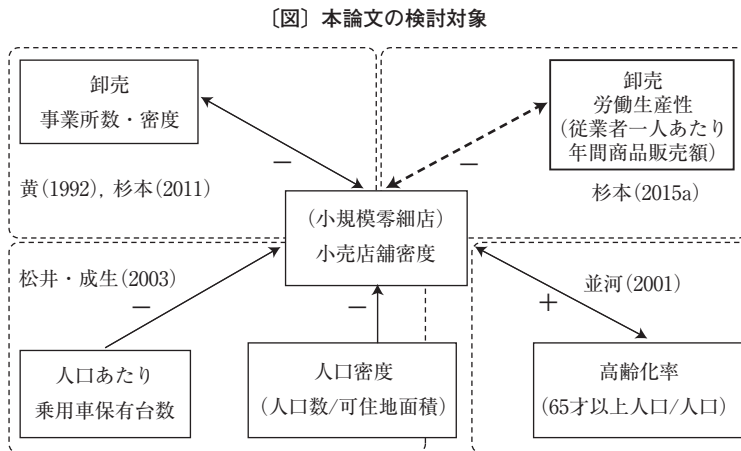 〔図〕 本論文の検討対象
卸売
事業所数・密度
卸売
労働生産性
(従業者一人あたり
年間商品販売額)
−
−
黄(1992), 杉本(2011)
杉本(2015a)
(小規模零細店)
小売店舗密度
松井・成生(2003)
並河(2001)
−
−
+
人口あたり
乗用車保有台数
人口密度
(人口数/可住地面積)
高齢化率
(65才以上人口/人口)